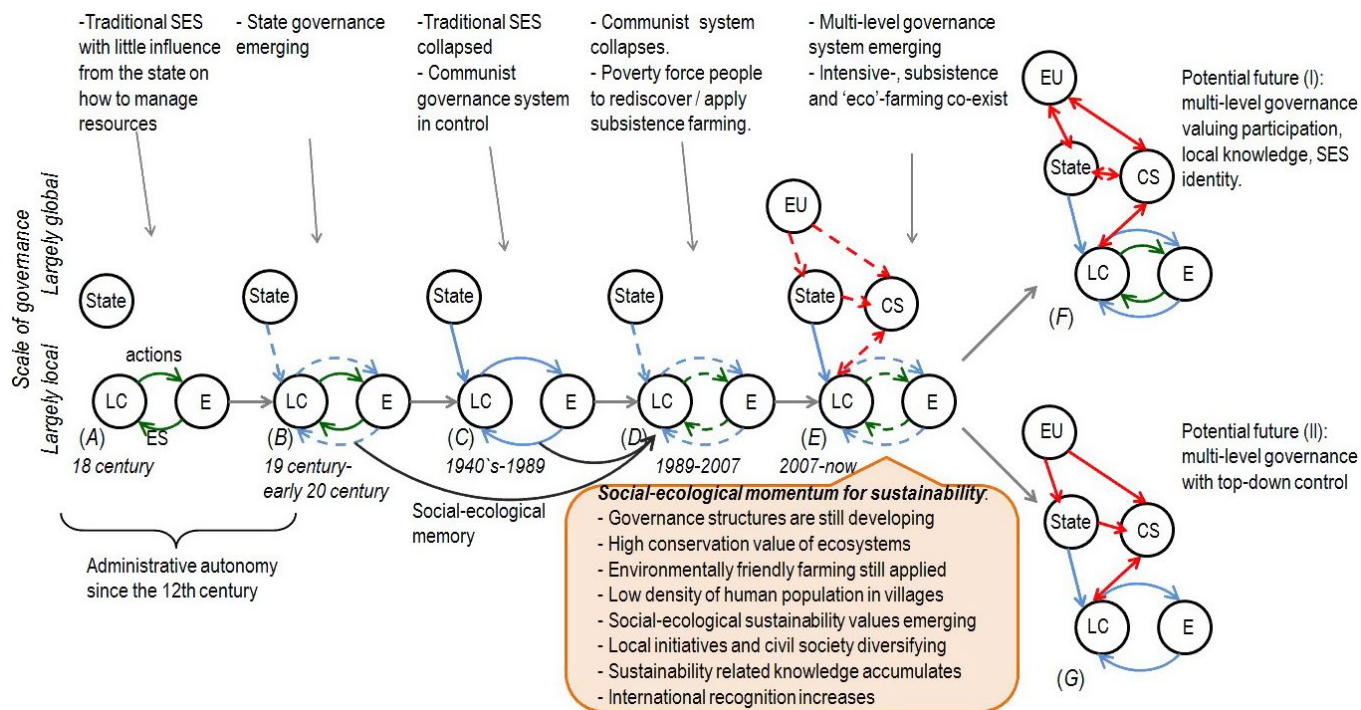 -Traditional SES
with little influence
from the state on
how to manage
resources
- State governance
emerging
-Traditional SES
collapsed
- Communist
governance system
in control
- Communist system
collapses.
- Poverty force people
to rediscover / apply
subsistence farming.
- Multi-level governance
system emerging
- Intensive-, subsistence
and 'eco'-farming co-exist
Scale of governance
Largely global
Largely local
State
actions
LC
E
ES
(A)
18 century
State
LC
E
(B)
19 century-
early 20 century
State
LC
E
(C)
1940`s-1989
State
LC
E
(D)
1989-2007
EU
State
CS
LC
E
(E)
2007-now
Administrative autonomy
since the 12th century
Social-ecological
memory
Social-ecological momentum for sustainability:
- Governance structures are still developing
- High conservation value of ecosystems
- Environmentally friendly farming still applied
- Low density of human population in villages
- Social-ecological sustainability values emerging
- Local initiatives and civil society diversifying
- Sustainability related knowledge accumulates
- International recognition increases
EU
State
CS
LC
E
(F)
Potential future (I):
multi-level governance
valuing participation,
local knowledge, SES
identity.
EU
State
CS
LC
E
(G)
Potential future (II):
multi-level governance
with top-down control